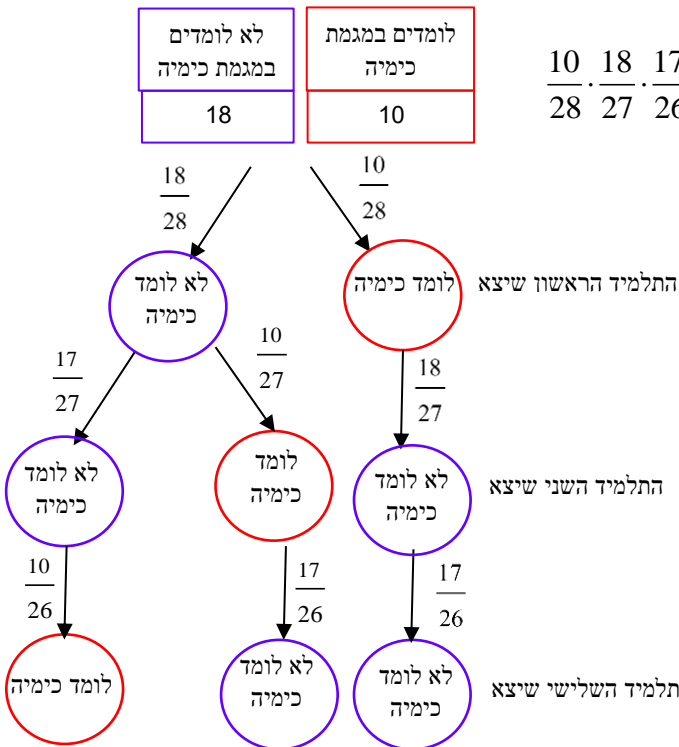 לומדים במגמת
כימיה
10
לא לומדים
במגמת כימיה
18
10/28 · 18/27 · 17/26
10/28
18/28
התלמיד הראשון שיצא
לומד כימיה
לא לומד
כימיה
18/27
10/27
17/27
התלמיד השני שיצא
לא לומד
כימיה
לומד
כימיה
לא לומד
כימיה
17/26
17/26
10/26
תלמיד השלישי שיצא
לא לומד
כימיה
לא לומד
כימיה
לומד כימיה